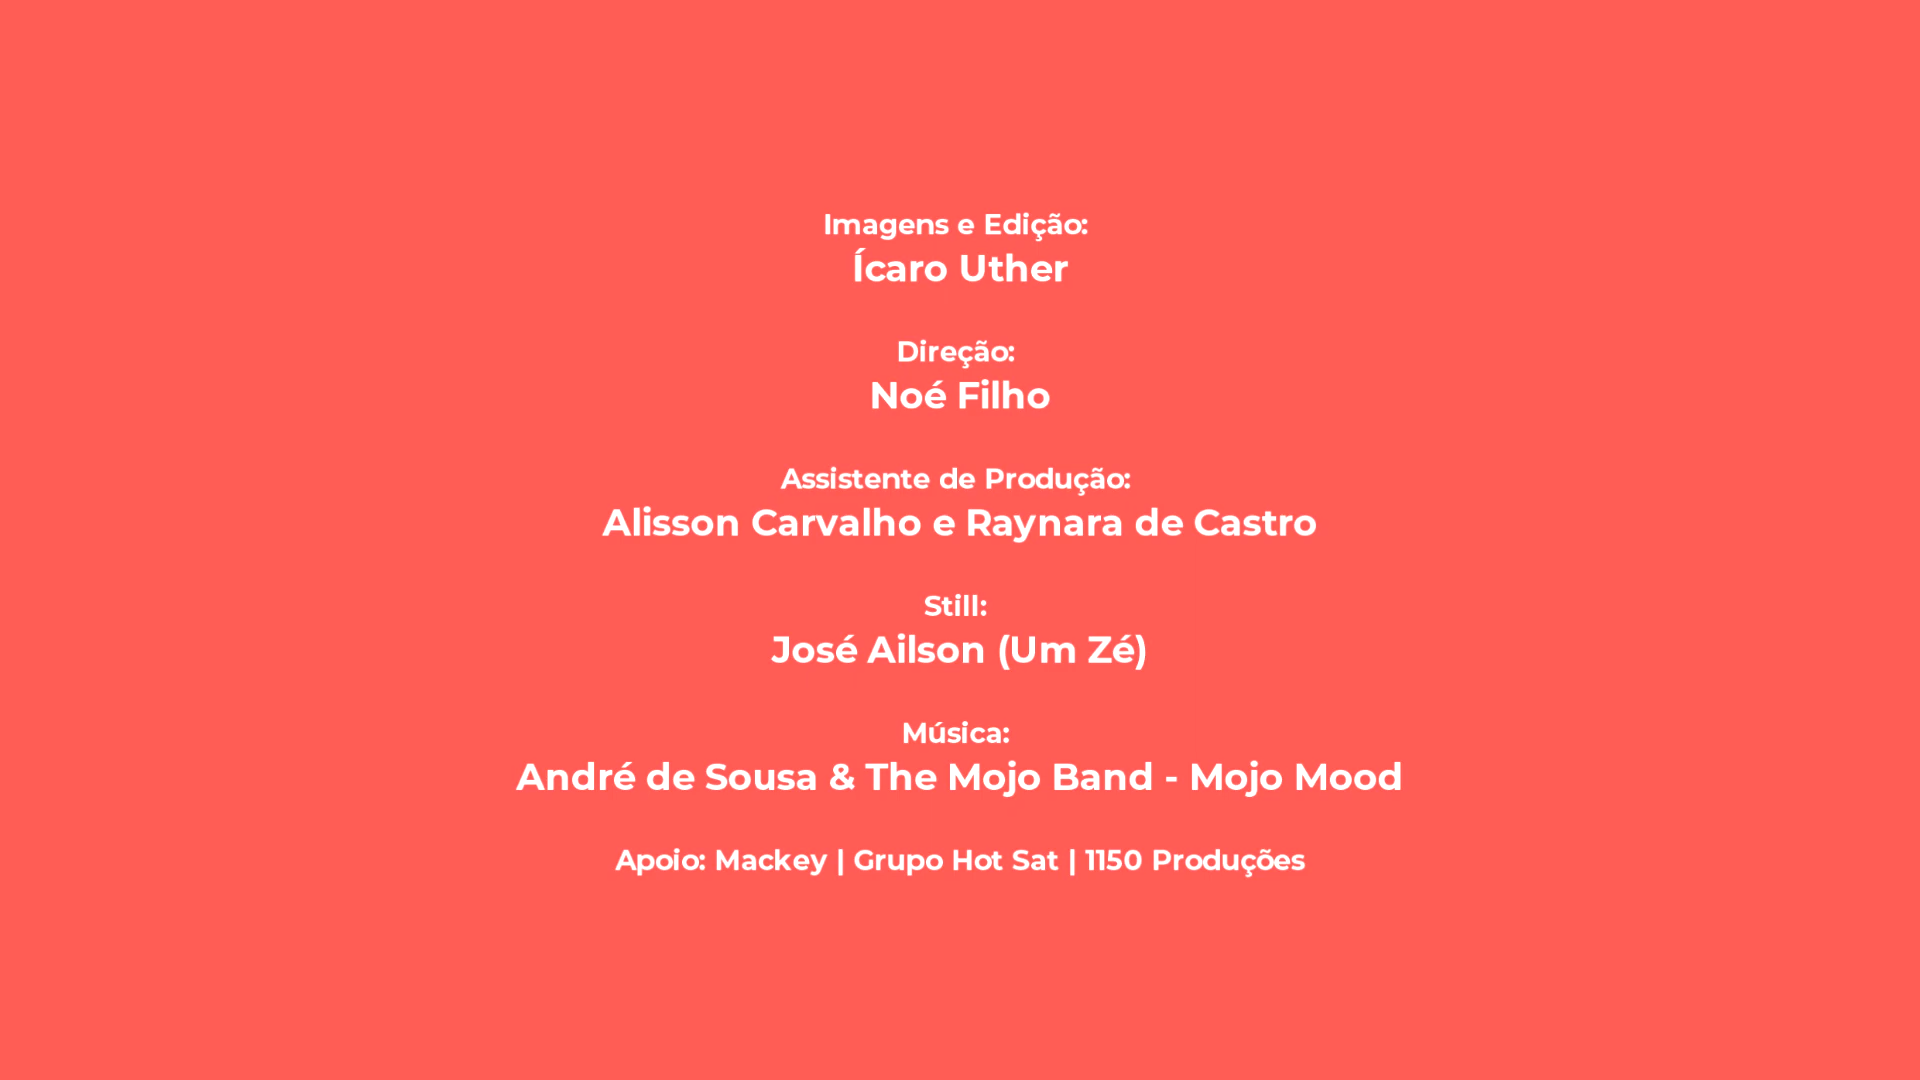 Imagens e Edição:
Ícaro Uther
Direção:
Noé Filho
Assistente de Produção:
Alisson Carvalho e Raynara de Castro
Still:
José Ailson (Um Zé)
Música:
André de Sousa & The Mojo Band - Mojo Mood
Apoio: Mackey | Grupo Hot Sat | 1150 Produções